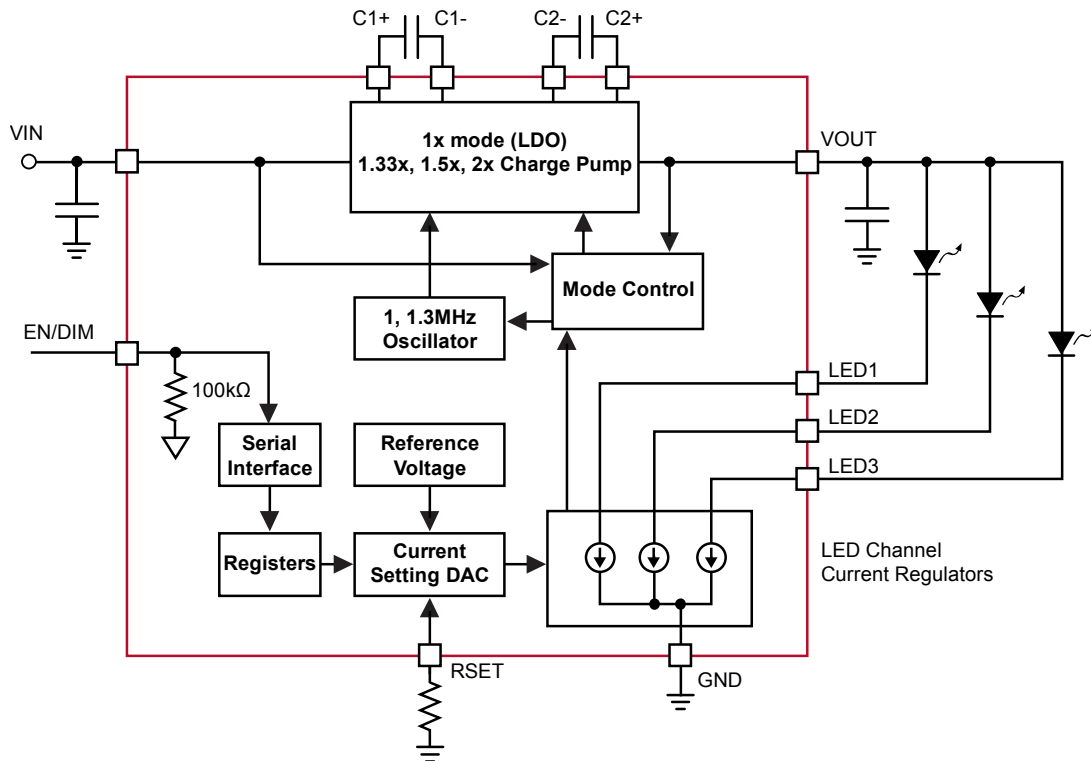 C1+ C1- C2- C2+
VIN
1x mode (LDO)
1.33x, 1.5x, 2x Charge Pump
VOUT
Mode Control
1, 1.3MHz
Oscillator
EN/DIM
100kΩ
LED1
LED2
LED3
Serial
Interface
Reference
Voltage
Registers
Current
Setting DAC
LED Channel
Current Regulators
RSET
GND